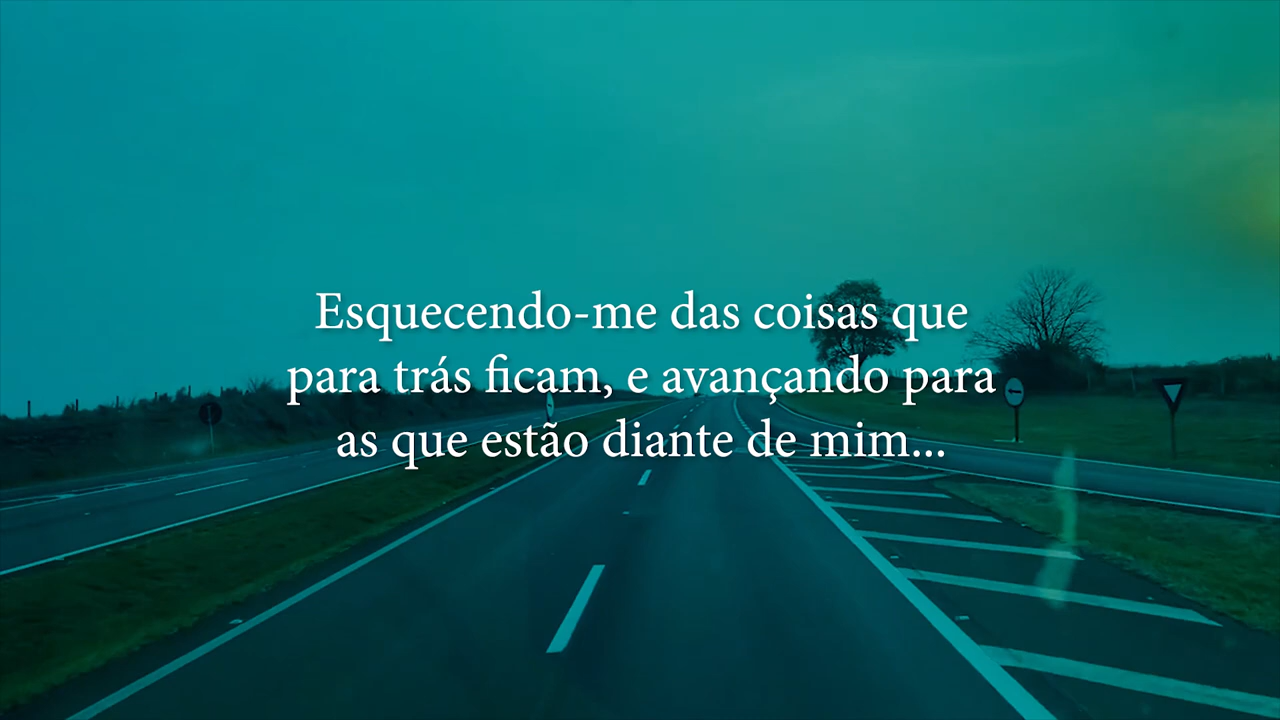 Esquecendo-me das coisas que
para trás ficam, e avançando para
as que estão diante de mim...